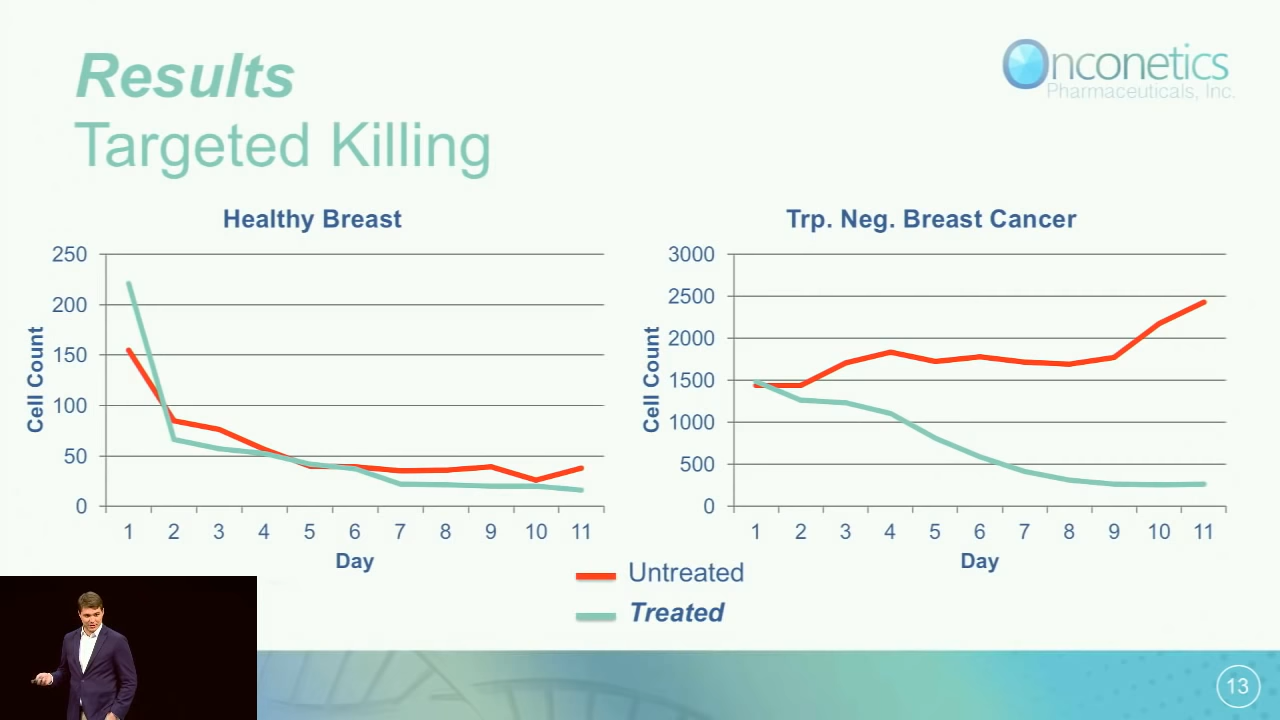 Results
Targeted Killing
Onconetics
Pharmaceuticals, Inc.
Healthy Breast
250
200
150
100
50
0
Cell Count
1 2 3 4 5 6 7 8 9 10 11
Day
Trp. Neg. Breast Cancer
3000
2500
2000
1500
1000
500
0
Cell Count
1 2 3 4 5 6 7 8 9 10 11
Day
Untreated
Treated
13